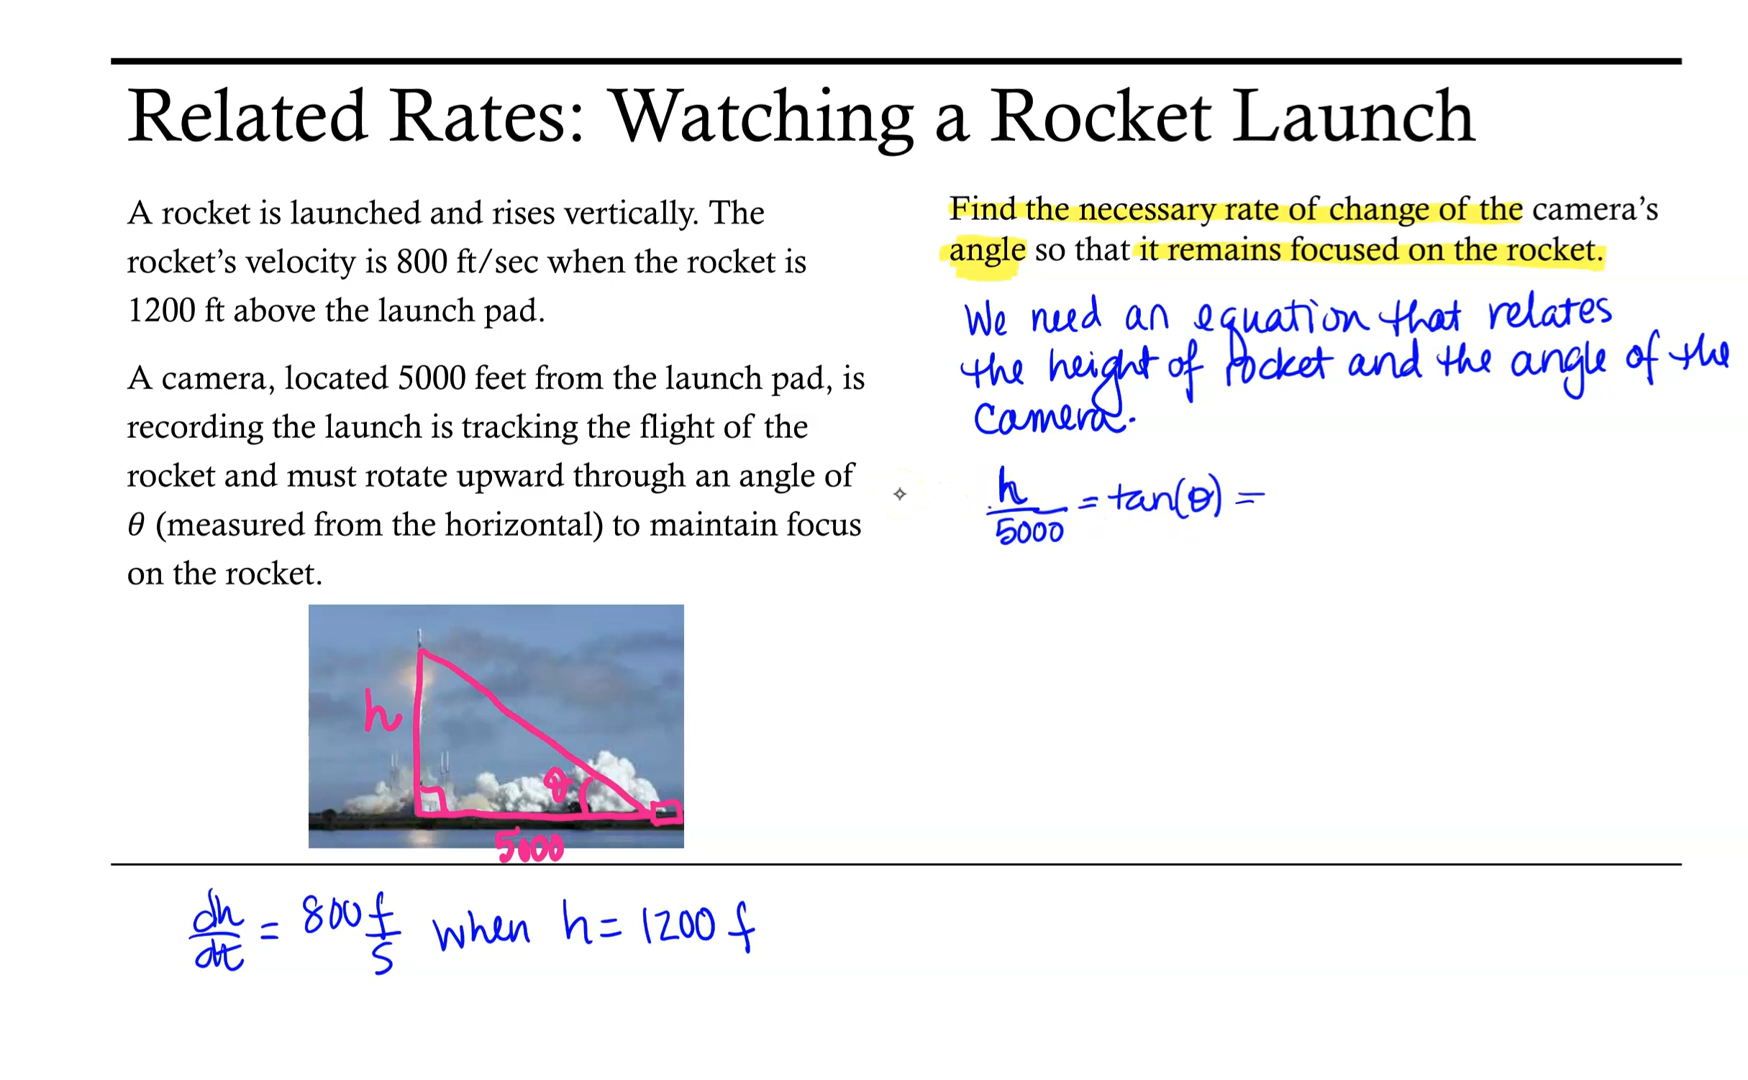 Related Rates: Watching a Rocket Launch
A rocket is launched and rises vertically. The
rocket’s velocity is 800 ft/sec when the rocket is
1200 ft above the launch pad.
A camera, located 5000 feet from the launch pad, is
recording the launch is tracking the flight of the
rocket and must rotate upward through an angle of
θ (measured from the horizontal) to maintain focus
on the rocket.
h
θ
5000
dh/dt = 800 f/s when h = 1200 f
Find the necessary rate of change of the camera’s
angle so that it remains focused on the rocket.
We need an equation that relates
the height of rocket and the angle of the
camera.
h/5000 = tan(θ) =